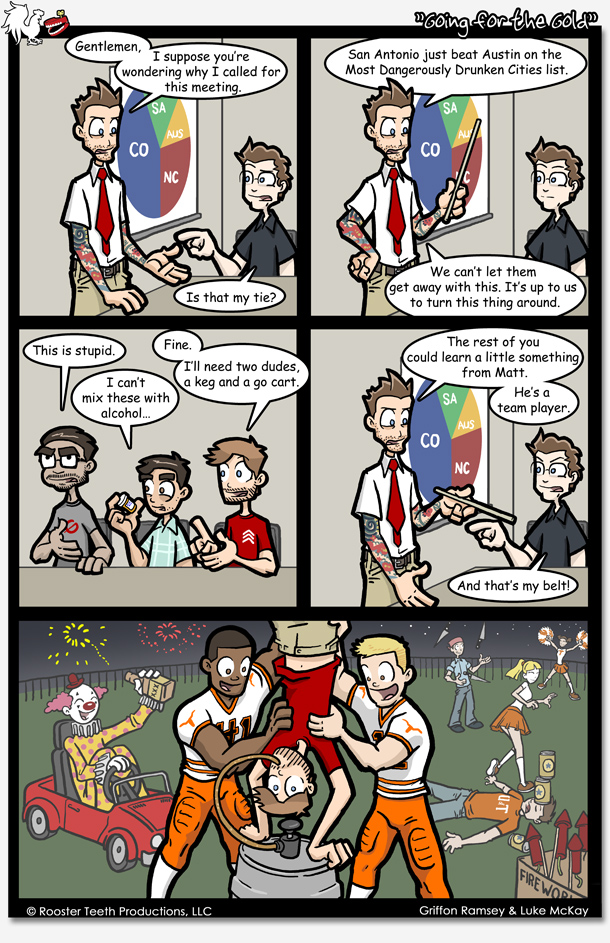 "Going for the Gold"
Gentlemen,
I suppose you're
wondering why I called for
this meeting.
SA
AUS
CO
NC
Is that my tie?
San Antonio just beat Austin on the
Most Dangerously Drunken Cities list.
SA
AUS
CO
NC
We can't let them
get away with this. It's up to us
to turn this thing around.
This is stupid.
I can't
mix these with
alcohol...
Fine.
I'll need two dudes,
a keg and a go cart.
The rest of you
could learn a little something
from Matt.
He's a
team player.
SA
AUS
CO
NC
And that's my belt!
UT
FIREWOR
© Rooster Teeth Productions, LLC
Griffon Ramsey & Luke McKay